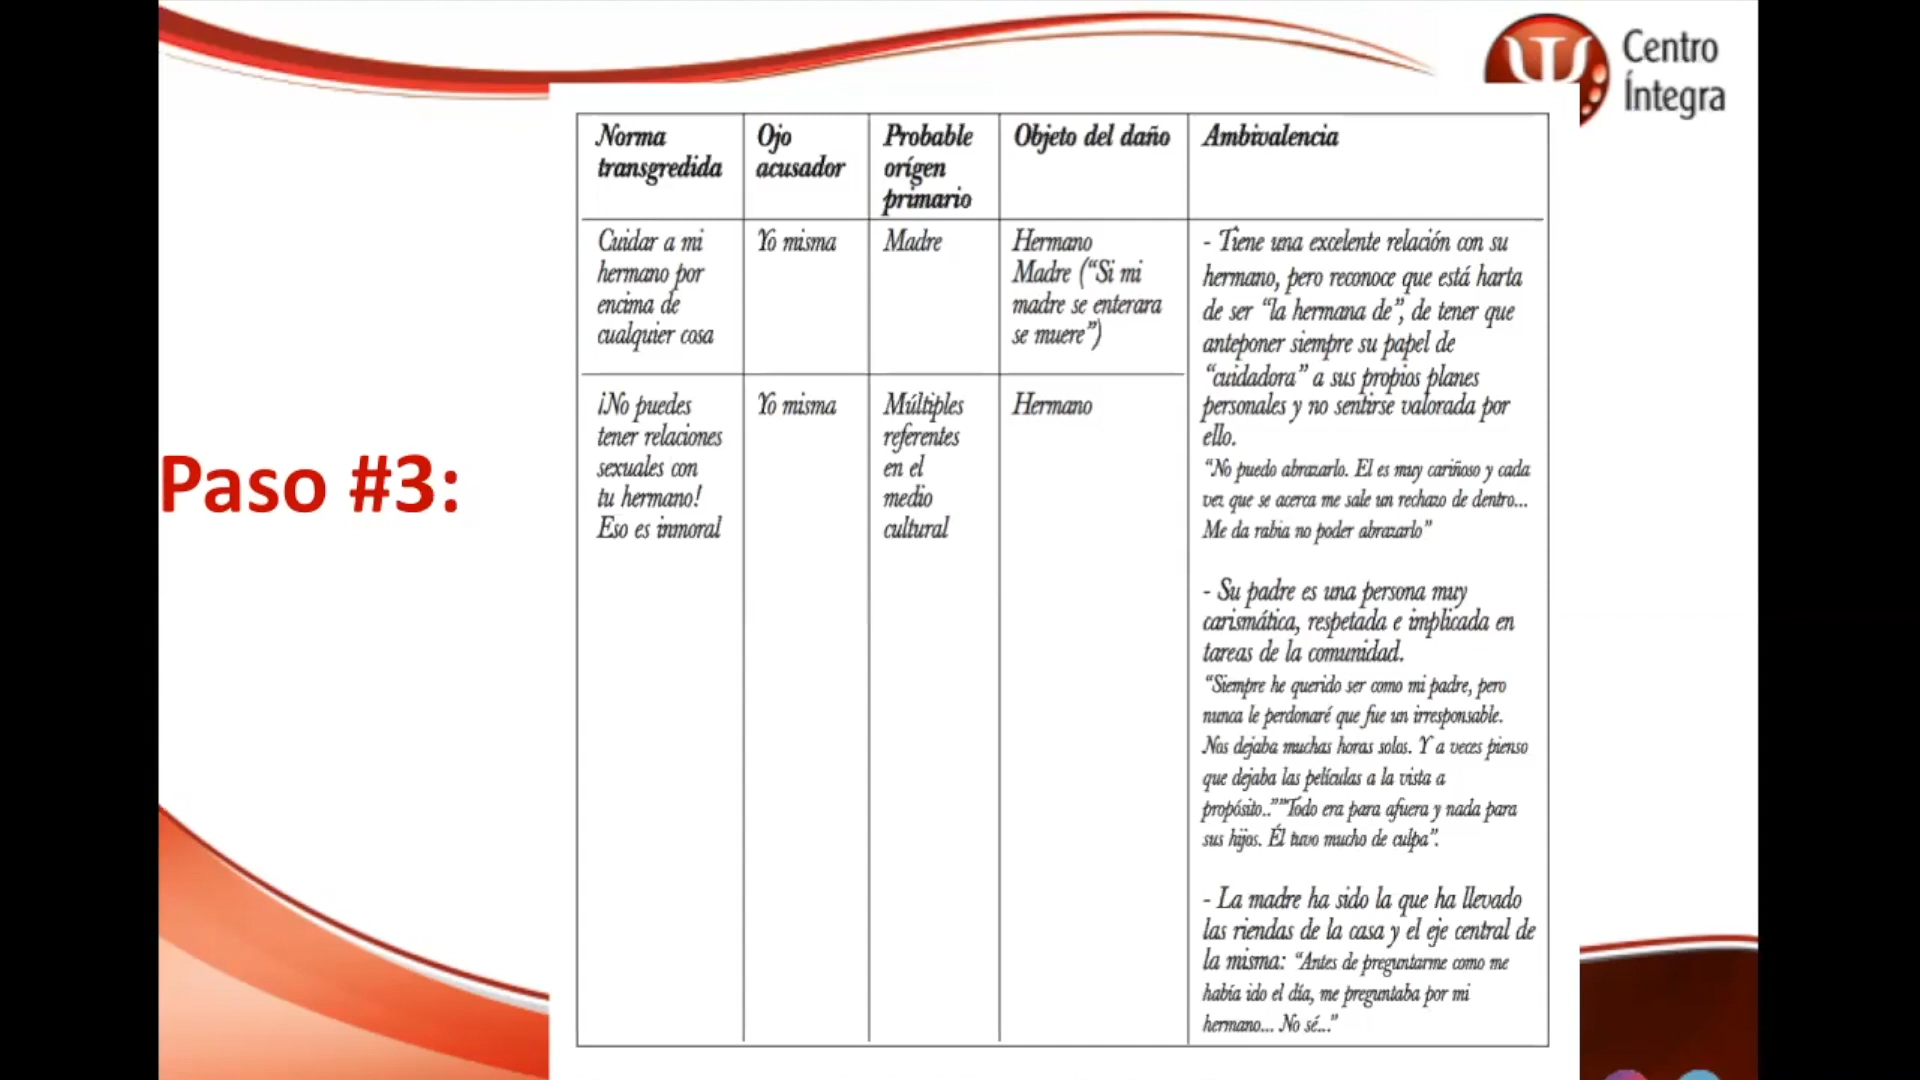 Centro
Íntegra
Paso #3:
Norma
transgredida
Ojo
acusador
Probable
orígen
primario
Objeto del daño
Ambivalencia
Cuidar a mi
hermano por
encima de
cualquier cosa
Yo misma
Madre
Hermano
Madre (“Si mi
madre se enterara
se muere”)
¡No puedes
tener relaciones
sexuales con
tu hermano!
Eso es inmoral
Yo misma
Múltiples
referentes
en el
medio
cultural
Hermano
- Tiene una excelente relación con su
hermano, pero reconoce que está harta
de ser “la hermana de”, de tener que
anteponer siempre su papel de
“cuidadora” a sus propios planes
personales y no sentirse valorada por
ello.
“No puedo abrazarlo. El es muy cariñoso y cada
vez que se acerca me sale un rechazo de dentro...
Me da rabia no poder abrazarlo”
- Su padre es una persona muy
carismática, respetada e implicada en
tareas de la comunidad.
“Siempre he querido ser como mi padre, pero
nunca le perdonaré que fue un irresponsable.
Nos dejaba muchas horas solos. Y a veces pienso
que dejaba las películas a la vista a
propósito..””Todo era para afuera y nada para
sus hijos. Él tuvo mucho de culpa”.
- La madre ha sido la que ha llevado
las riendas de la casa y el eje central de
la misma: “Antes de preguntarme como me
había ido el día, me preguntaba por mi
hermano... No sé...”